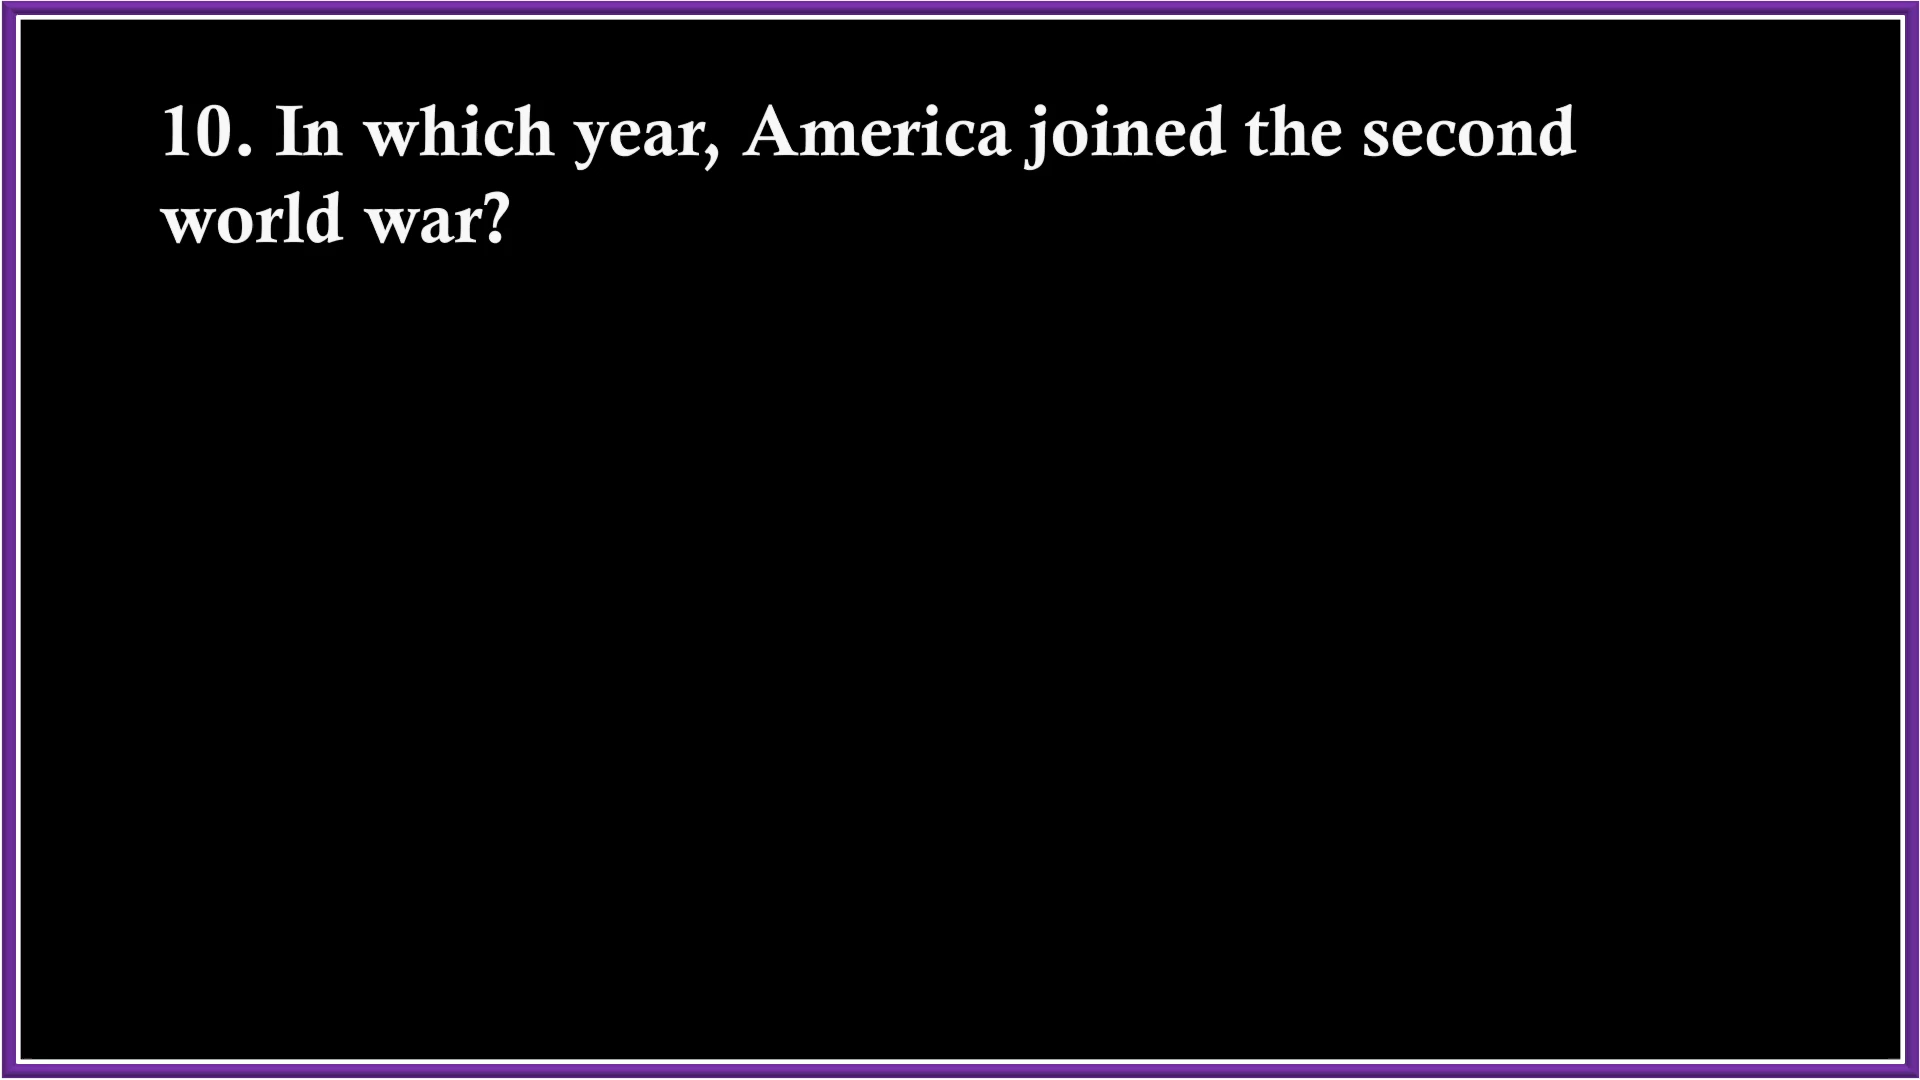 10. In which year, America joined the second
world war?